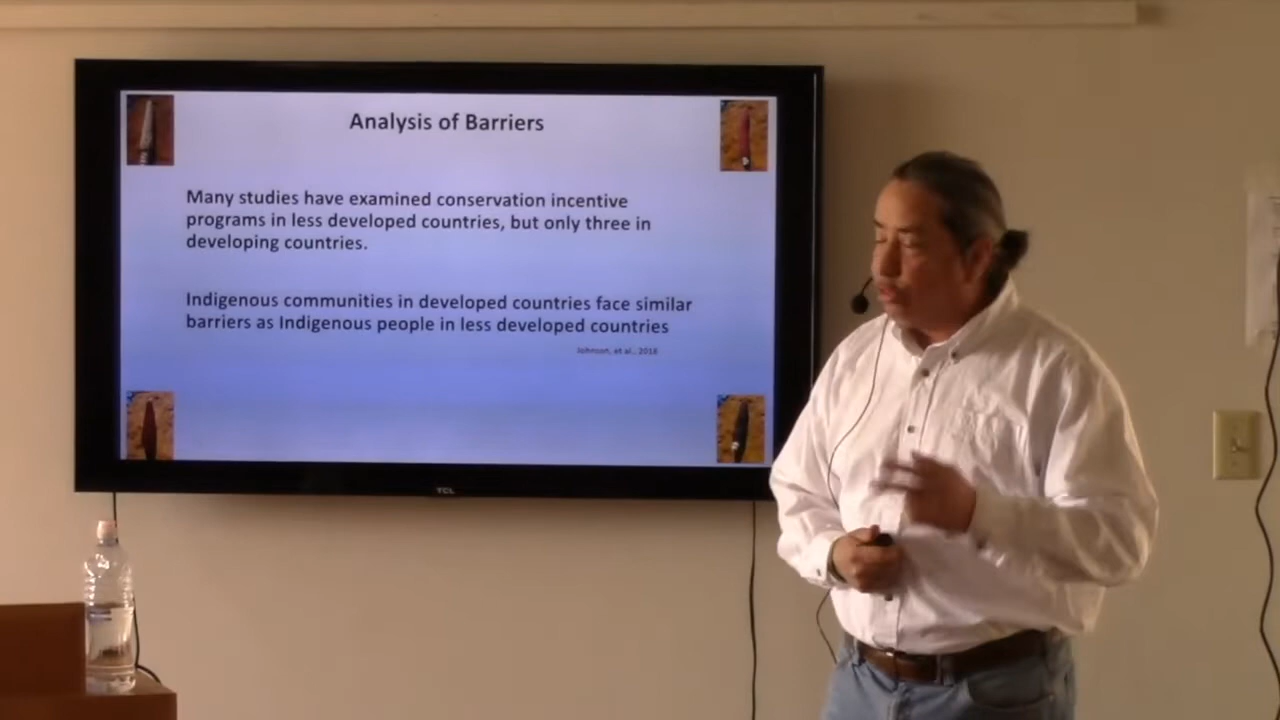 Analysis of Barriers
Many studies have examined conservation incentive
programs in less developed countries, but only three in
developing countries.
Indigenous communities in developed countries face similar
barriers as Indigenous people in less developed countries
Johnson, et al., 2018
TCL